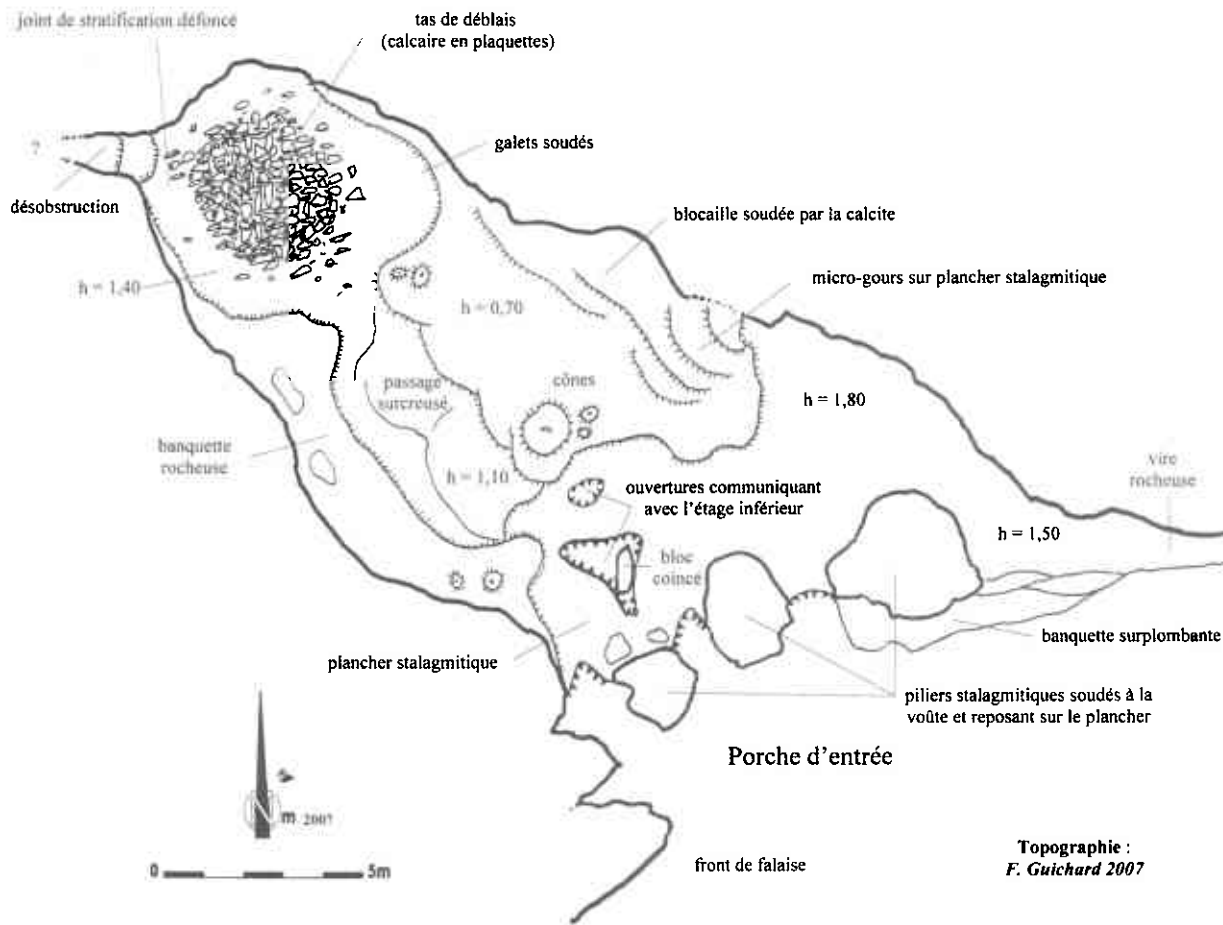 joint de stratification défoncé
tas de déblais
(calcaire en plaquettes)
galets soudés
?
désobstruction
blocaille soudée par la calcite
micro-gours sur plancher stalagmitique
h = 1,40
h = 0,70
passage
surcreusé
cônes
h = 1,80
banquette
rocheuse
h = 1,10
vire
rocheuse
ouvertures communiquant
avec l'étage inférieur
h = 1,50
bloc
coincé
banquette surplombante
plancher stalagmitique
piliers stalagmitiques soudés à la
voûte et reposant sur le plancher
Porche d'entrée
N
m 2007
0 5m
front de falaise
Topographie :
F. Guichard 2007